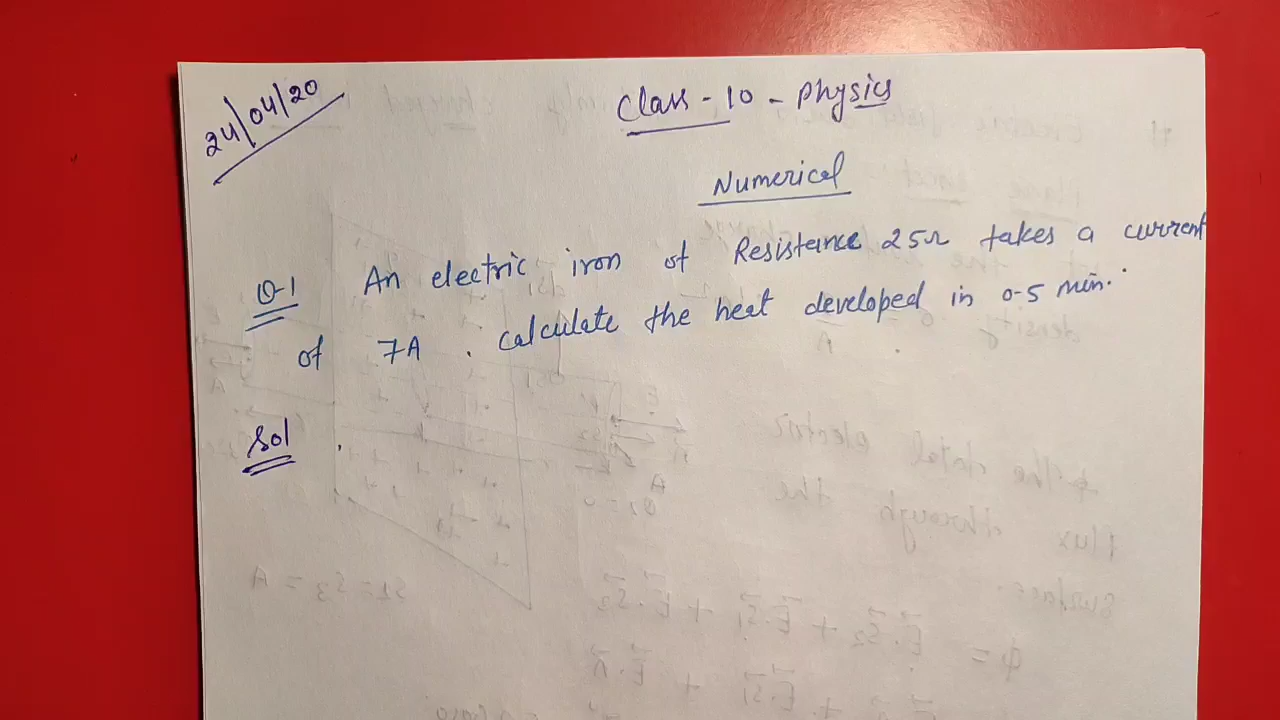 24/04/20
Class - 10 - Physics
Numerical
Q-1 An electric iron of Resistance 25Ω takes a current
of 7A . calculate the heat developed in 0.5 min.
Sol